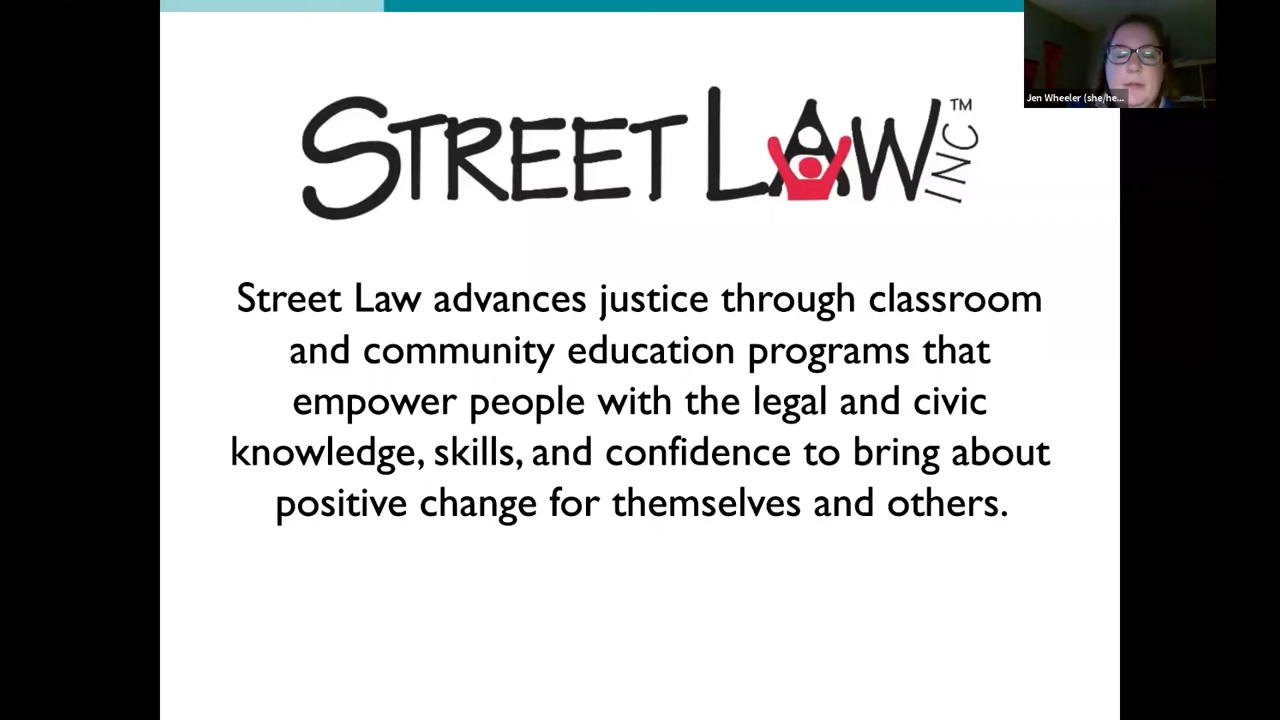 Jen Wheeler (she/he...
STREET LAW INC ™
Street Law advances justice through classroom
and community education programs that
empower people with the legal and civic
knowledge, skills, and confidence to bring about
positive change for themselves and others.